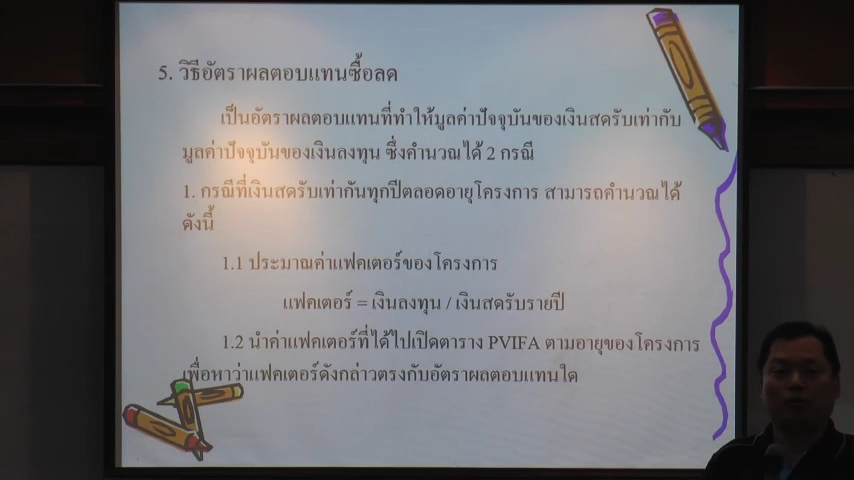 5. วิธีอัตราผลตอบแทนซื้อลด
เป็นอัตราผลตอบแทนที่ทำให้มูลค่าปัจจุบันของเงินสดรับเท่ากับ
มูลค่าปัจจุบันของเงินลงทุน ซึ่งคำนวณได้ 2 กรณี
1. กรณีที่เงินสดรับเท่ากันทุกปีตลอดอายุโครงการ สามารถคำนวณได้
ดังนี้
1.1 ประมาณค่าแฟคเตอร์ของโครงการ
แฟคเตอร์ = เงินลงทุน / เงินสดรับรายปี
1.2 นำค่าแฟคเตอร์ที่ได้ไปเปิดตาราง PVIFA ตามอายุของโครงการ
เพื่อหาว่าแฟคเตอร์ดังกล่าวตรงกับอัตราผลตอบแทนใด